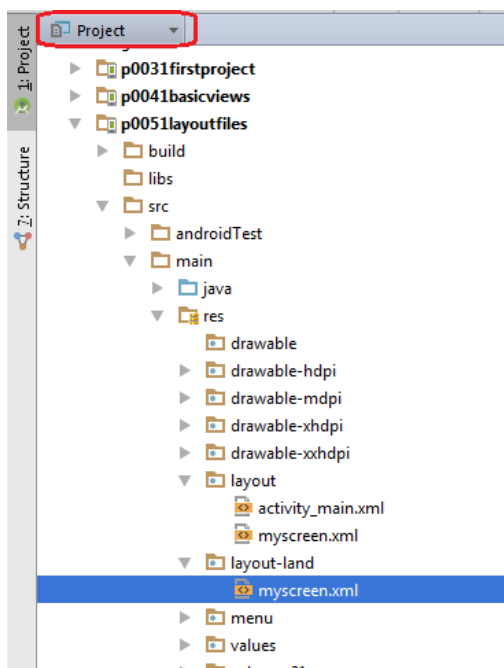 Project
1: Project
7: Structure
p0031firstproject
p0041basicviews
p0051layoutfiles
build
libs
src
androidTest
main
java
res
drawable
drawable-hdpi
drawable-mdpi
drawable-xhdpi
drawable-xxhdpi
layout
activity_main.xml
myscreen.xml
layout-land
myscreen.xml
menu
values